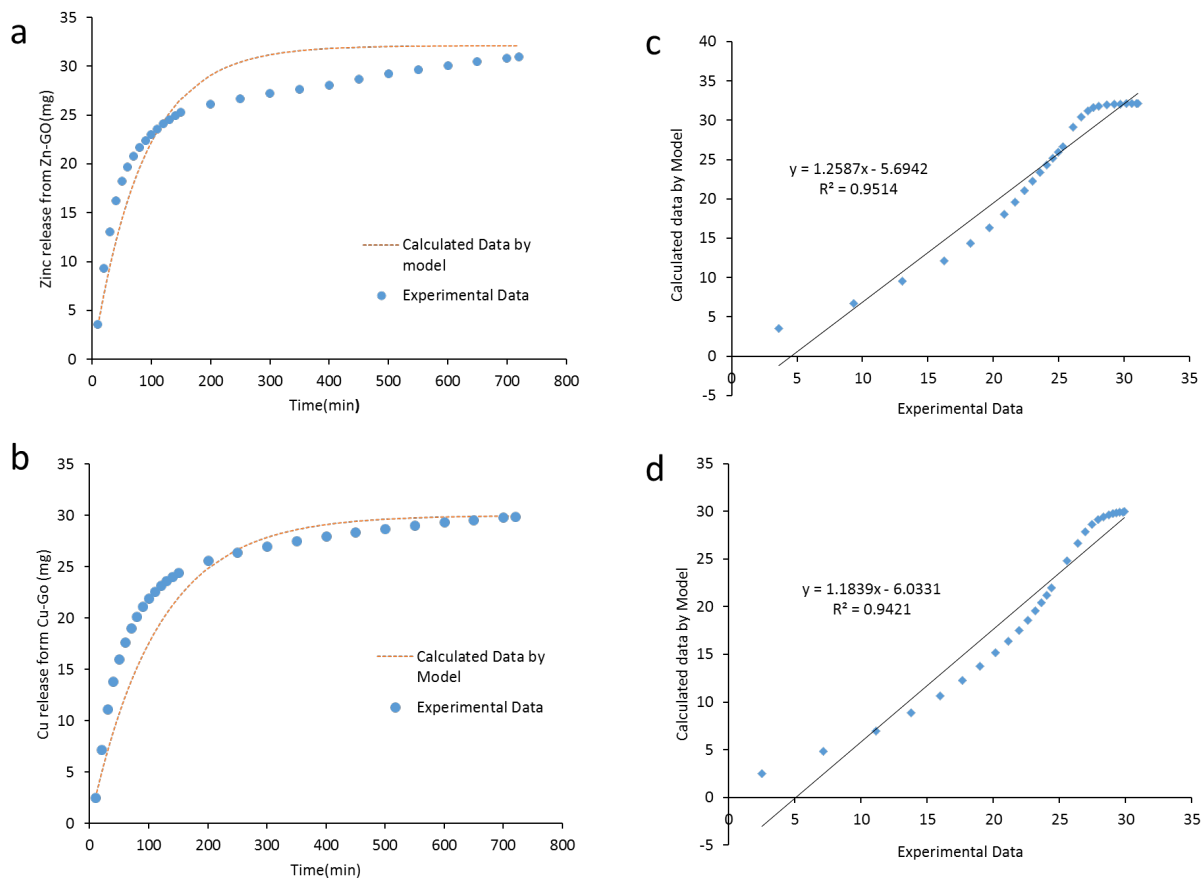 a
35
30
25
20
15
10
5
0
Zinc release from Zn-GO(mg)
Calculated Data by
model
Experimental Data
0 100 200 300 400 500 600 700 800
Time(min)
c
40
35
30
25
20
15
10
5
0
-5
Calculated data by Model
y = 1.2587x - 5.6942
R² = 0.9514
0 5 10 15 20 25 30 35
Experimental Data
b
35
30
25
20
15
10
5
0
Cu release form Cu-Go (mg)
Calculated Data by
Model
Experimental Data
0 100 200 300 400 500 600 700 800
Time(min)
d
35
30
25
20
15
10
5
0
-5
Calculated data by Model
y = 1.1839x - 6.0331
R² = 0.9421
0 5 10 15 20 25 30 35
Experimental Data